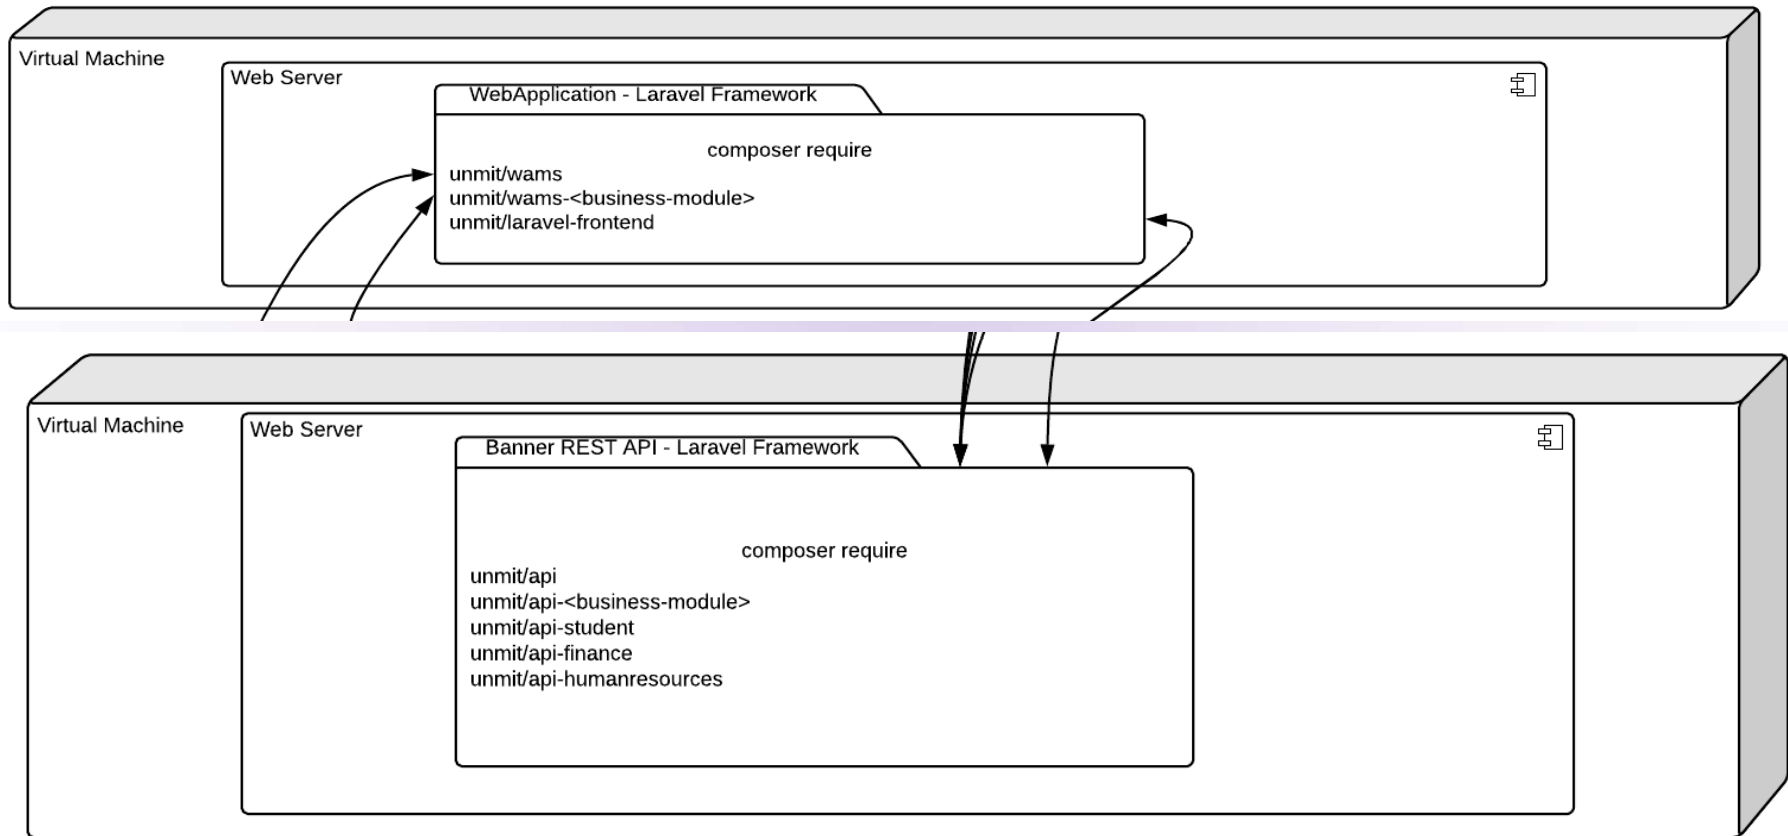 Virtual Machine
Web Server
WebApplication - Laravel Framework
composer require
unmit/wams
unmit/wams-<business-module>
unmit/laravel-frontend
Virtual Machine
Web Server
Banner REST API - Laravel Framework
composer require
unmit/api
unmit/api-<business-module>
unmit/api-student
unmit/api-finance
unmit/api-humanresources